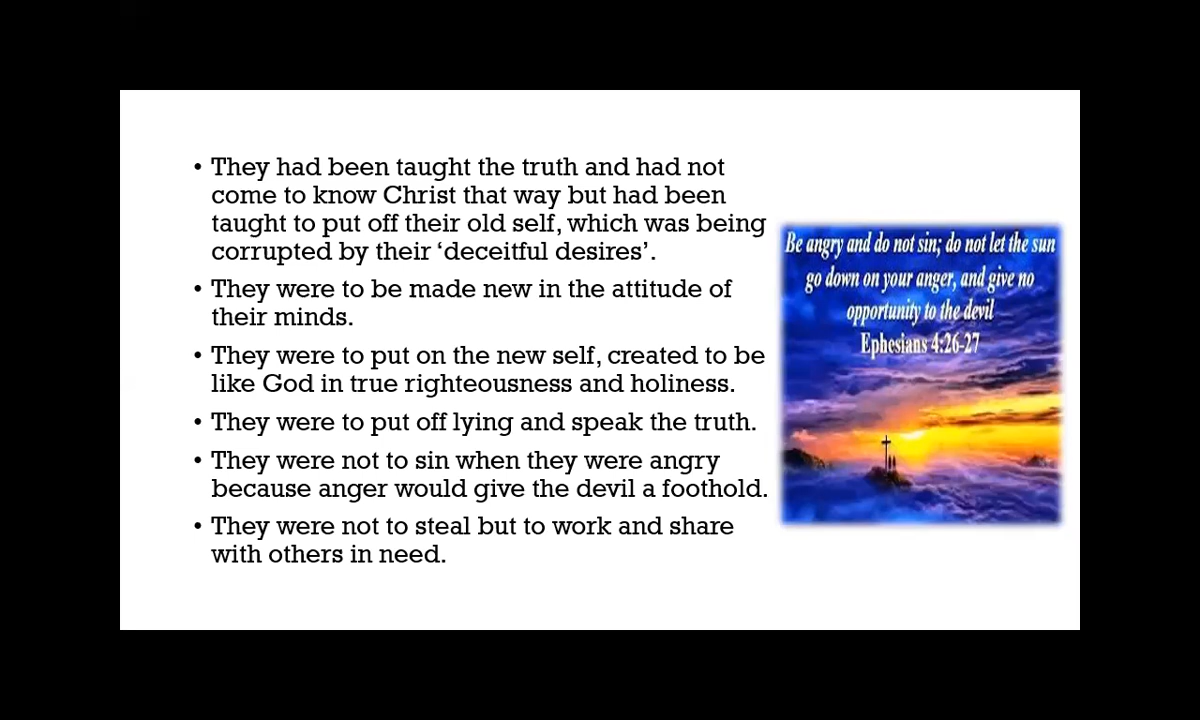 • They had been taught the truth and had not
come to know Christ that way but had been
taught to put off their old self, which was being
corrupted by their ‘deceitful desires’.
• They were to be made new in the attitude of
their minds.
• They were to put on the new self, created to be
like God in true righteousness and holiness.
• They were to put off lying and speak the truth.
• They were not to sin when they were angry
because anger would give the devil a foothold.
• They were not to steal but to work and share
with others in need.
Be angry and do not sin; do not let the sun
go down on your anger, and give no
opportunity to the devil
Ephesians 4:26-27